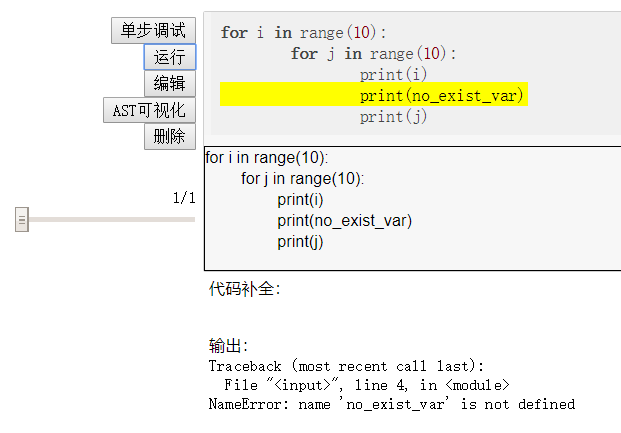 单步调试
运行
编辑
AST可视化
删除
1/1
for i in range(10):
for j in range(10):
print(i)
print(no_exist_var)
print(j)
for i in range(10):
for j in range(10):
print(i)
print(no_exist_var)
print(j)
代码补全:
输出:
Traceback (most recent call last):
File "<input>", line 4, in <module>
NameError: name 'no_exist_var' is not defined